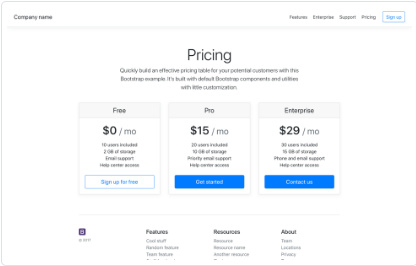 Company name
Features Enterprise Support Pricing Sign up
Pricing
Quickly build an effective pricing table for your potential customers with this
Bootstrap example. It's built with default Bootstrap components and utilities
with little customization.
Free
$0 / mo
10 users included
2 GB of storage
Email support
Help center access
Sign up for free
Pro
$15 / mo
20 users included
10 GB of storage
Priority email support
Help center access
Get started
Enterprise
$29 / mo
30 users included
15 GB of storage
Phone and email support
Help center access
Contact us
Features
Cool stuff
Random feature
Team feature
Resources
Resource
Resource name
Another resource
About
Team
Locations
Privacy